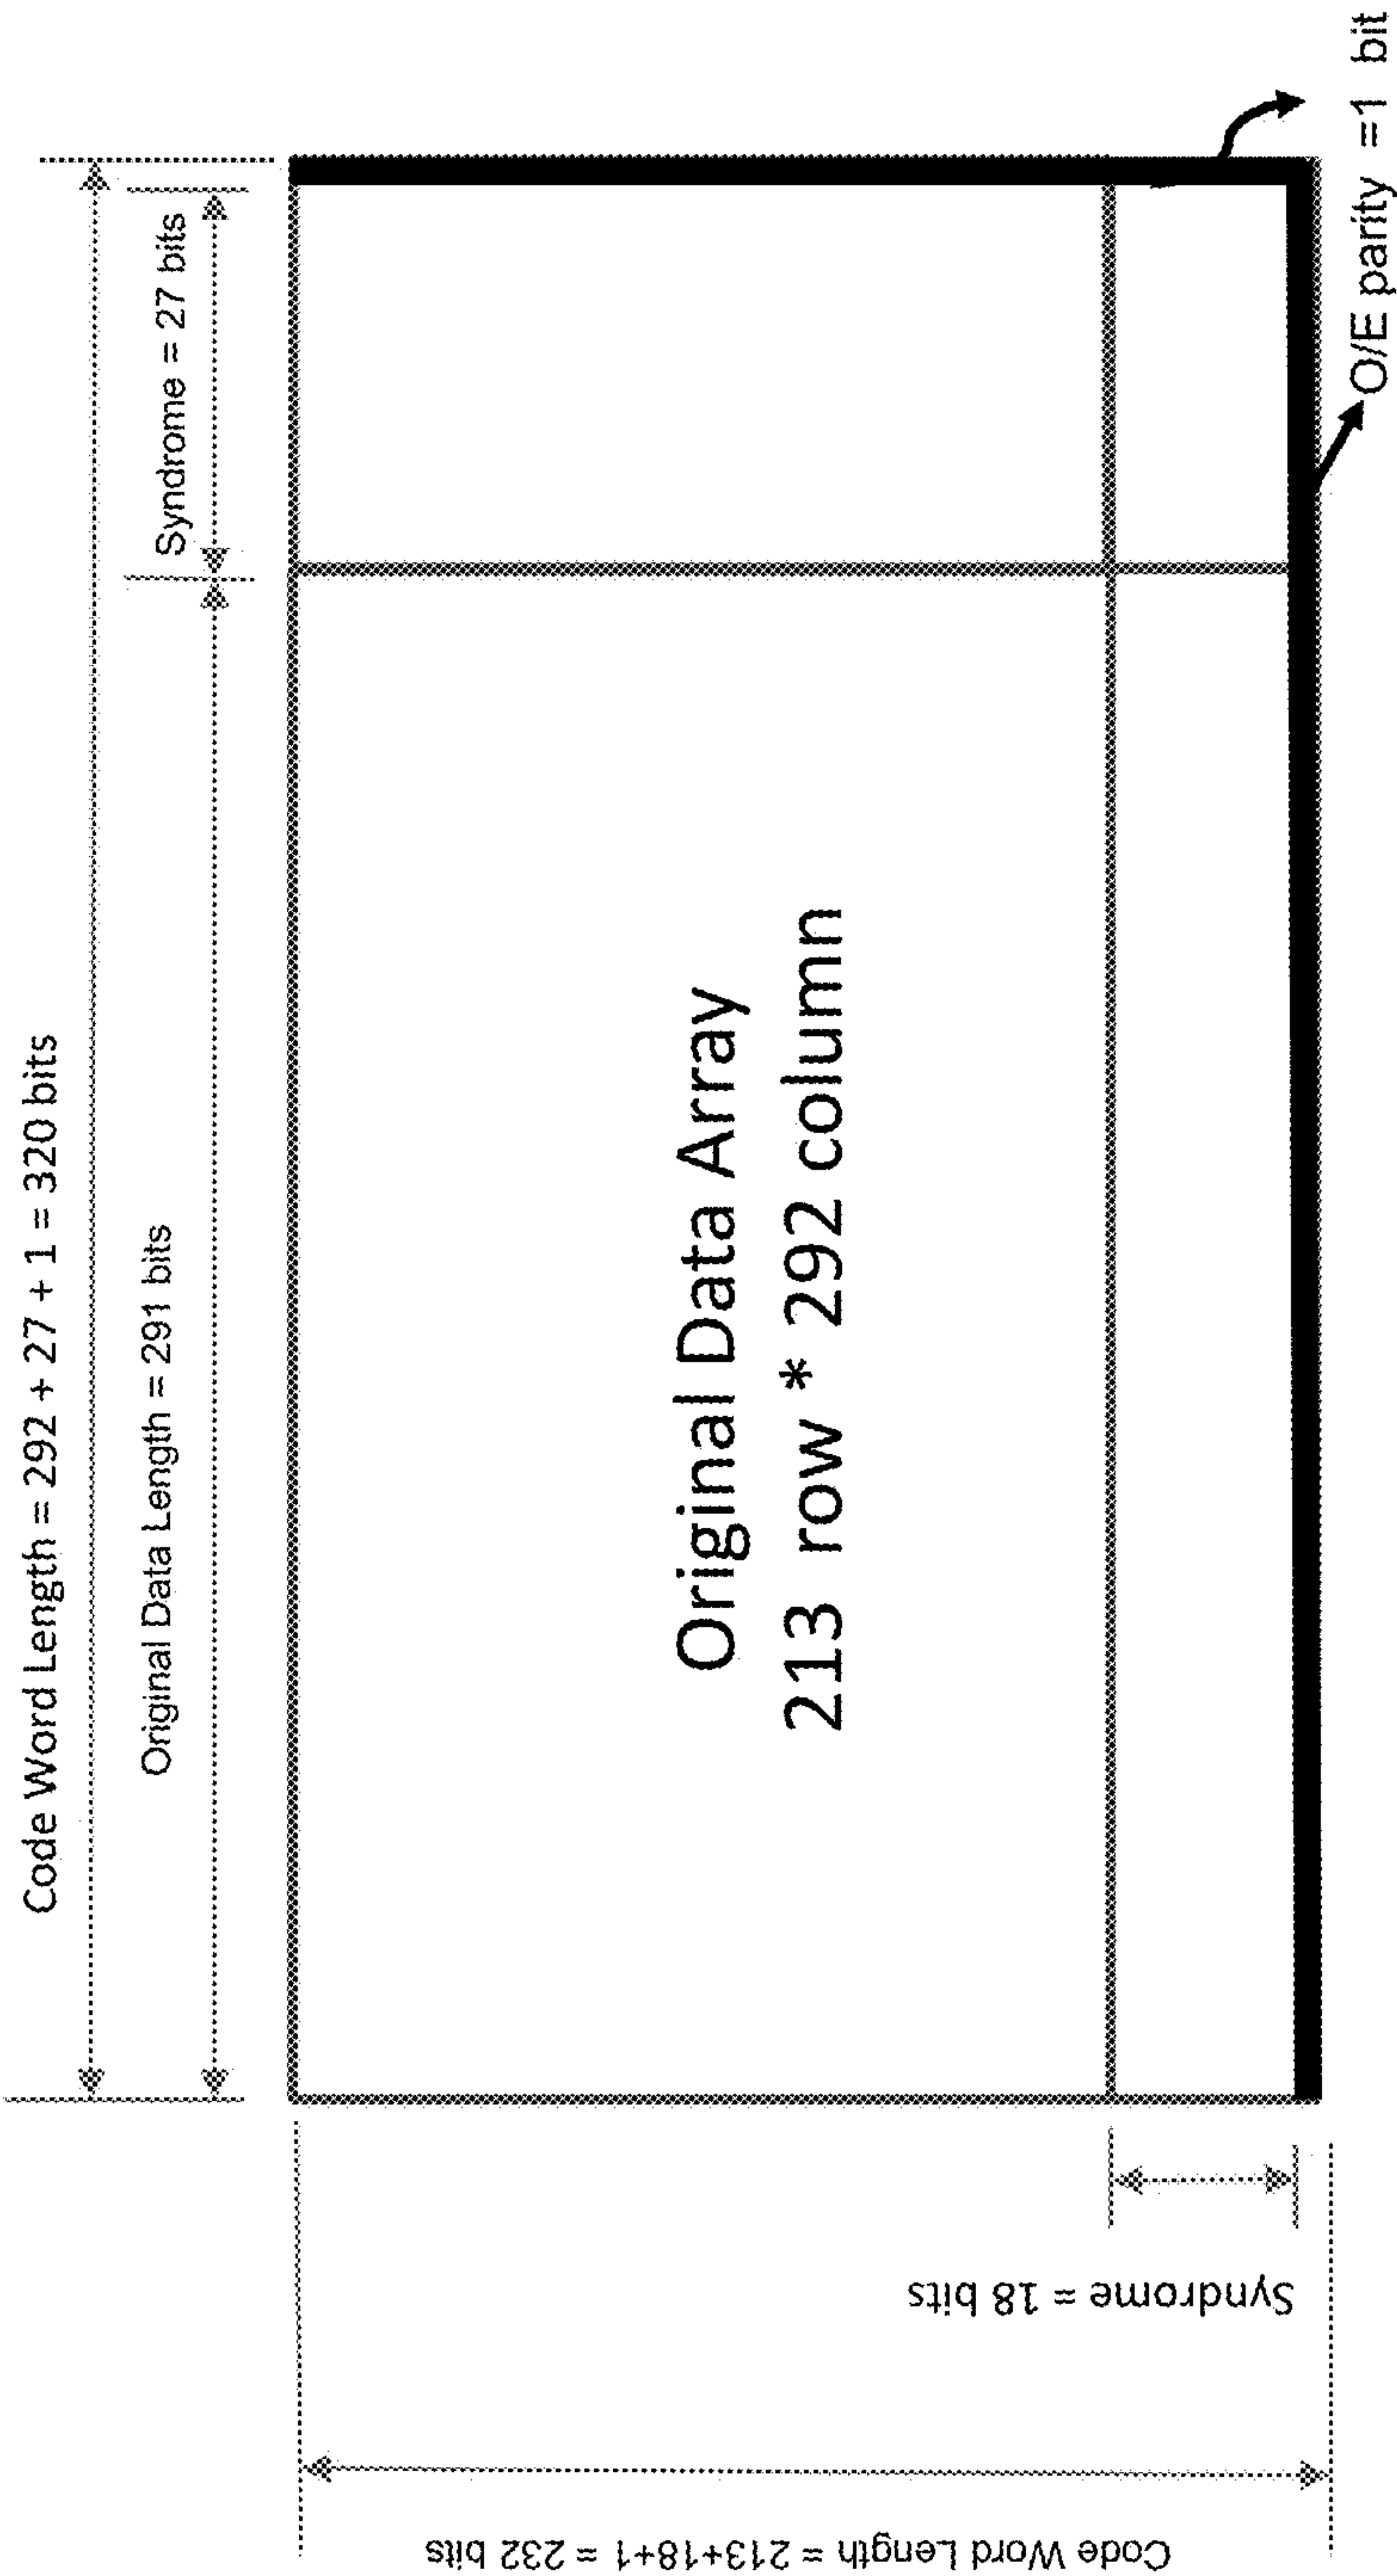 Code Word Length = 292 + 27 + 1 = 320 bits
Original Data Length = 291 bits
Syndrome = 27 bits
Original Data Array
213 row * 292 column
Syndrome = 18 bits
Code Word Length = 213+18+1 = 232 bits
O/E parity =1 bit